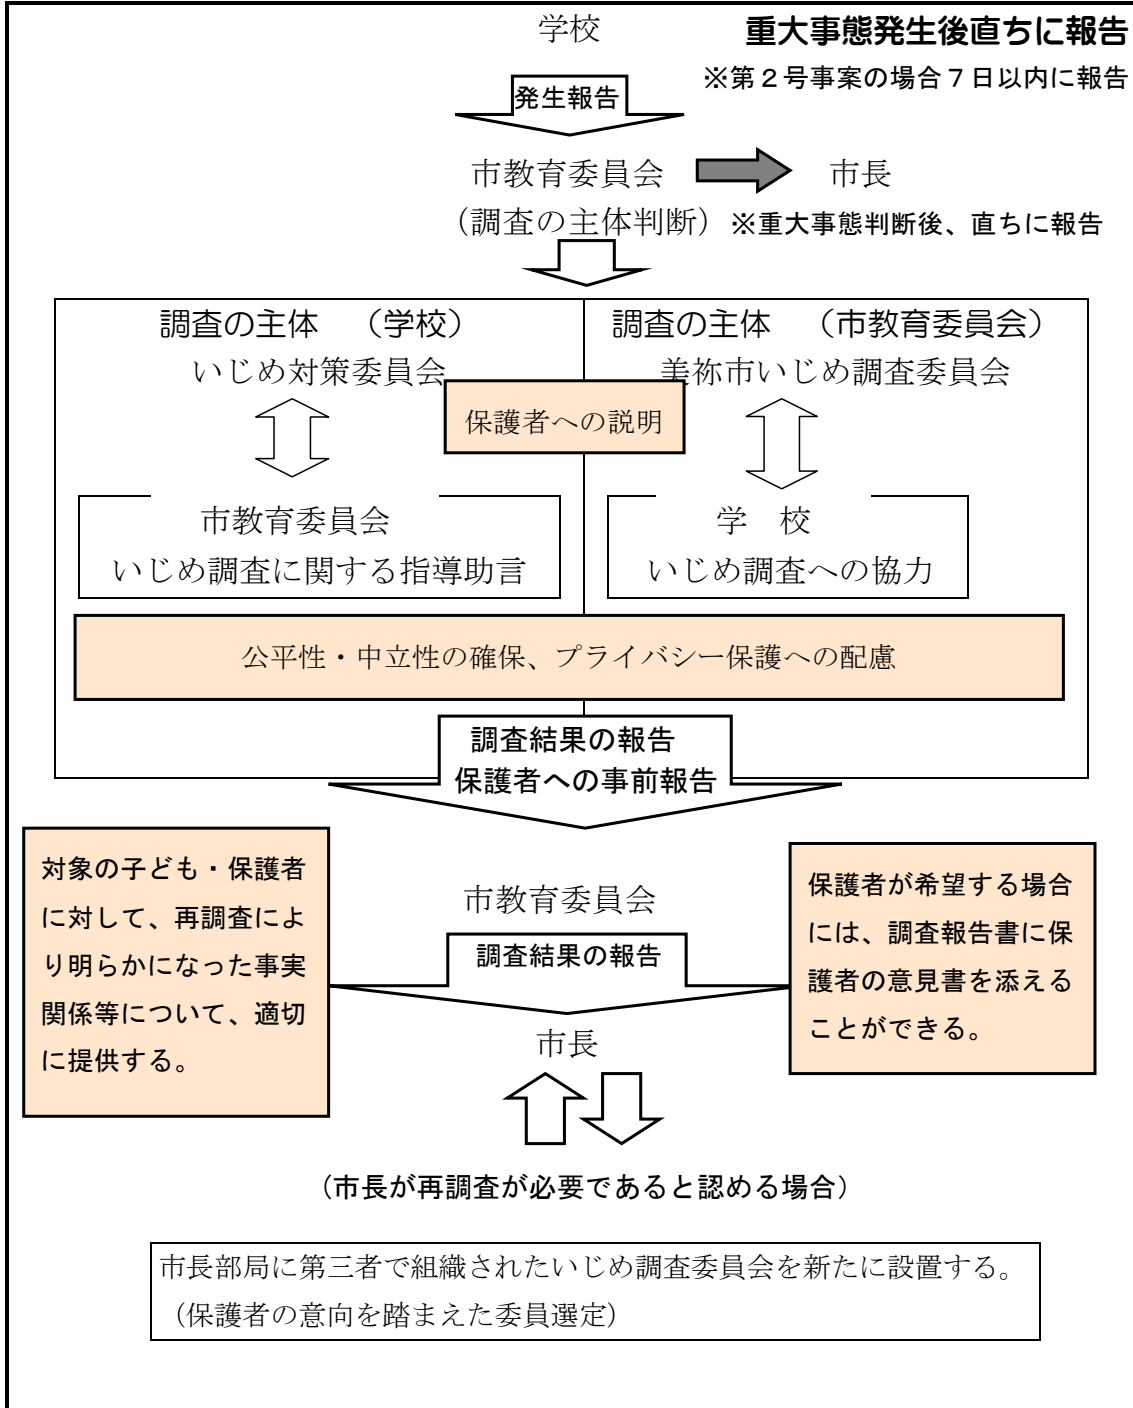 学校
重大事態発生後直ちに報告
※第２号事案の場合７日以内に報告
発生報告
市教育委員会
市長
（調査の主体判断）
※重大事態判断後、直ちに報告
調査の主体　（学校）
いじめ対策委員会
調査の主体　（市教育委員会）
美祢市いじめ調査委員会
保護者への説明
市教育委員会
いじめ調査に関する指導助言
学　校
いじめ調査への協力
公平性・中立性の確保、プライバシー保護への配慮
調査結果の報告
保護者への事前報告
対象の子ども・保護者
に対して、再調査によ
り明らかになった事実
関係等について、適切
に提供する。
市教育委員会
調査結果の報告
市長
保護者が希望する場合
には、調査報告書に保
護者の意見書を添える
ことができる。
（市長が再調査が必要であると認める場合）
市長部局に第三者で組織されたいじめ調査委員会を新たに設置する。
（保護者の意向を踏まえた委員選定）